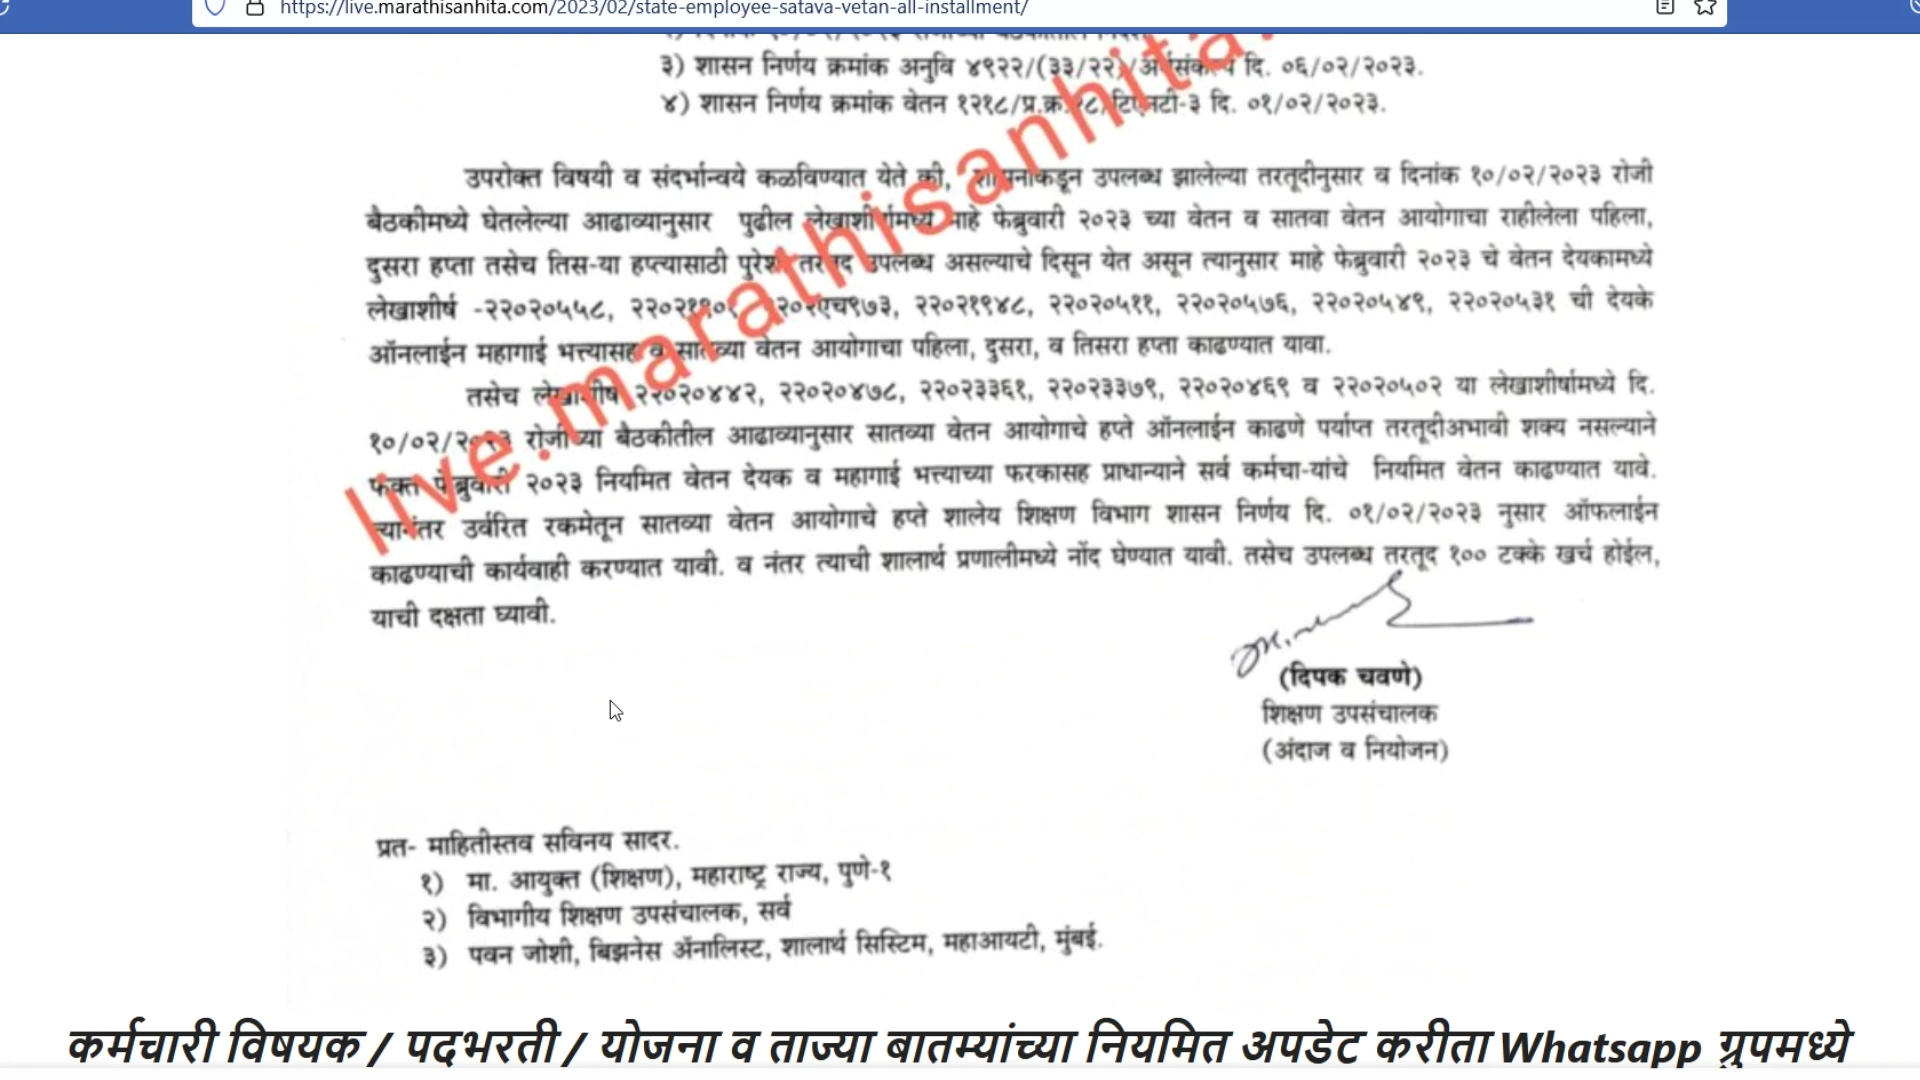 https://live.marathisanhita.com/2023/02/state-employee-satava-vetan-all-installment/
३) शासन निर्णय क्रमांक अनुवि ४९२२/(३३/२२)/अर्थसंकल्प दि. ०६/०२/२०२३.
४) शासन निर्णय क्रमांक वेतन १२१८/प्र.क्र. टिएनटी-३ दि. ०१/०२/२०२३.
उपरोक्त विषयी व संदर्भान्वये कळविण्यात येते की, शासनाकडून उपलब्ध झालेल्या तरतूदीनुसार व दिनांक १०/०२/२०२३ रोजी
बैठकीमध्ये घेतलेल्या आढाव्यानुसार पुढील लेखाशीर्षामध्ये माहे फेब्रुवारी २०२३ च्या वेतन व सातवा वेतन आयोगाचा राहीलेला पहिला,
दुसरा हप्ता तसेच तिस-या हप्त्यासाठी पुरेशी तरतूद उपलब्ध असल्याचे दिसून येत असून त्यानुसार माहे फेब्रुवारी २०२३ चे वेतन देयकामध्ये
लेखाशीर्ष -२२०२०५५८, २२०२एच९७३, २२०२१९४८, २२०२०५११, २२०२०५७६, २२०२०५४९, २२०२०५३१ ची देयके
ऑनलाईन महागाई भत्त्यासह व सातव्या वेतन आयोगाचा पहिला, दुसरा, व तिसरा हप्ता काढण्यात यावा.
तसेच लेखाशीर्ष २२०२०४४२, २२०२०४७८, २२०२३३६१, २२०२३३७९, २२०२०४६९ व २२०२०५०२ या लेखाशीर्षामध्ये दि.
१०/०२/२०२३ रोजीच्या बैठकीतील आढाव्यानुसार सातव्या वेतन आयोगाचे हप्ते ऑनलाईन काढणे पर्याप्त तरतूदीअभावी शक्य नसल्याने
फक्त फेब्रुवारी २०२३ नियमित वेतन देयक व महागाई भत्त्याच्या फरकासह प्राधान्याने सर्व कर्मचा-यांचे नियमित वेतन काढण्यात यावे.
त्यानंतर उर्वरित रकमेतून सातव्या वेतन आयोगाचे हप्ते शालेय शिक्षण विभाग शासन निर्णय दि. ०१/०२/२०२३ नुसार ऑफलाईन
काढण्याची कार्यवाही करण्यात यावी. व नंतर त्याची शालार्थ प्रणालीमध्ये नोंद घेण्यात यावी. तसेच उपलब्ध तरतूद १०० टक्के खर्च होईल,
याची दक्षता घ्यावी.
live.marathisanhita.
(दिपक चवणे)
शिक्षण उपसंचालक
(अंदाज व नियोजन)
प्रत- माहितीस्तव सविनय सादर.
१) मा. आयुक्त (शिक्षण), महाराष्ट्र राज्य, पुणे-१
२) विभागीय शिक्षण उपसंचालक, सर्व
३) पवन जोशी, बिझनेस ॲनालिस्ट, शालार्थ सिस्टिम, महाआयटी, मुंबई.
कर्मचारी विषयक / पदभरती / योजना व ताज्या बातम्यांच्या नियमित अपडेट करीता Whatsapp ग्रुपमध्ये